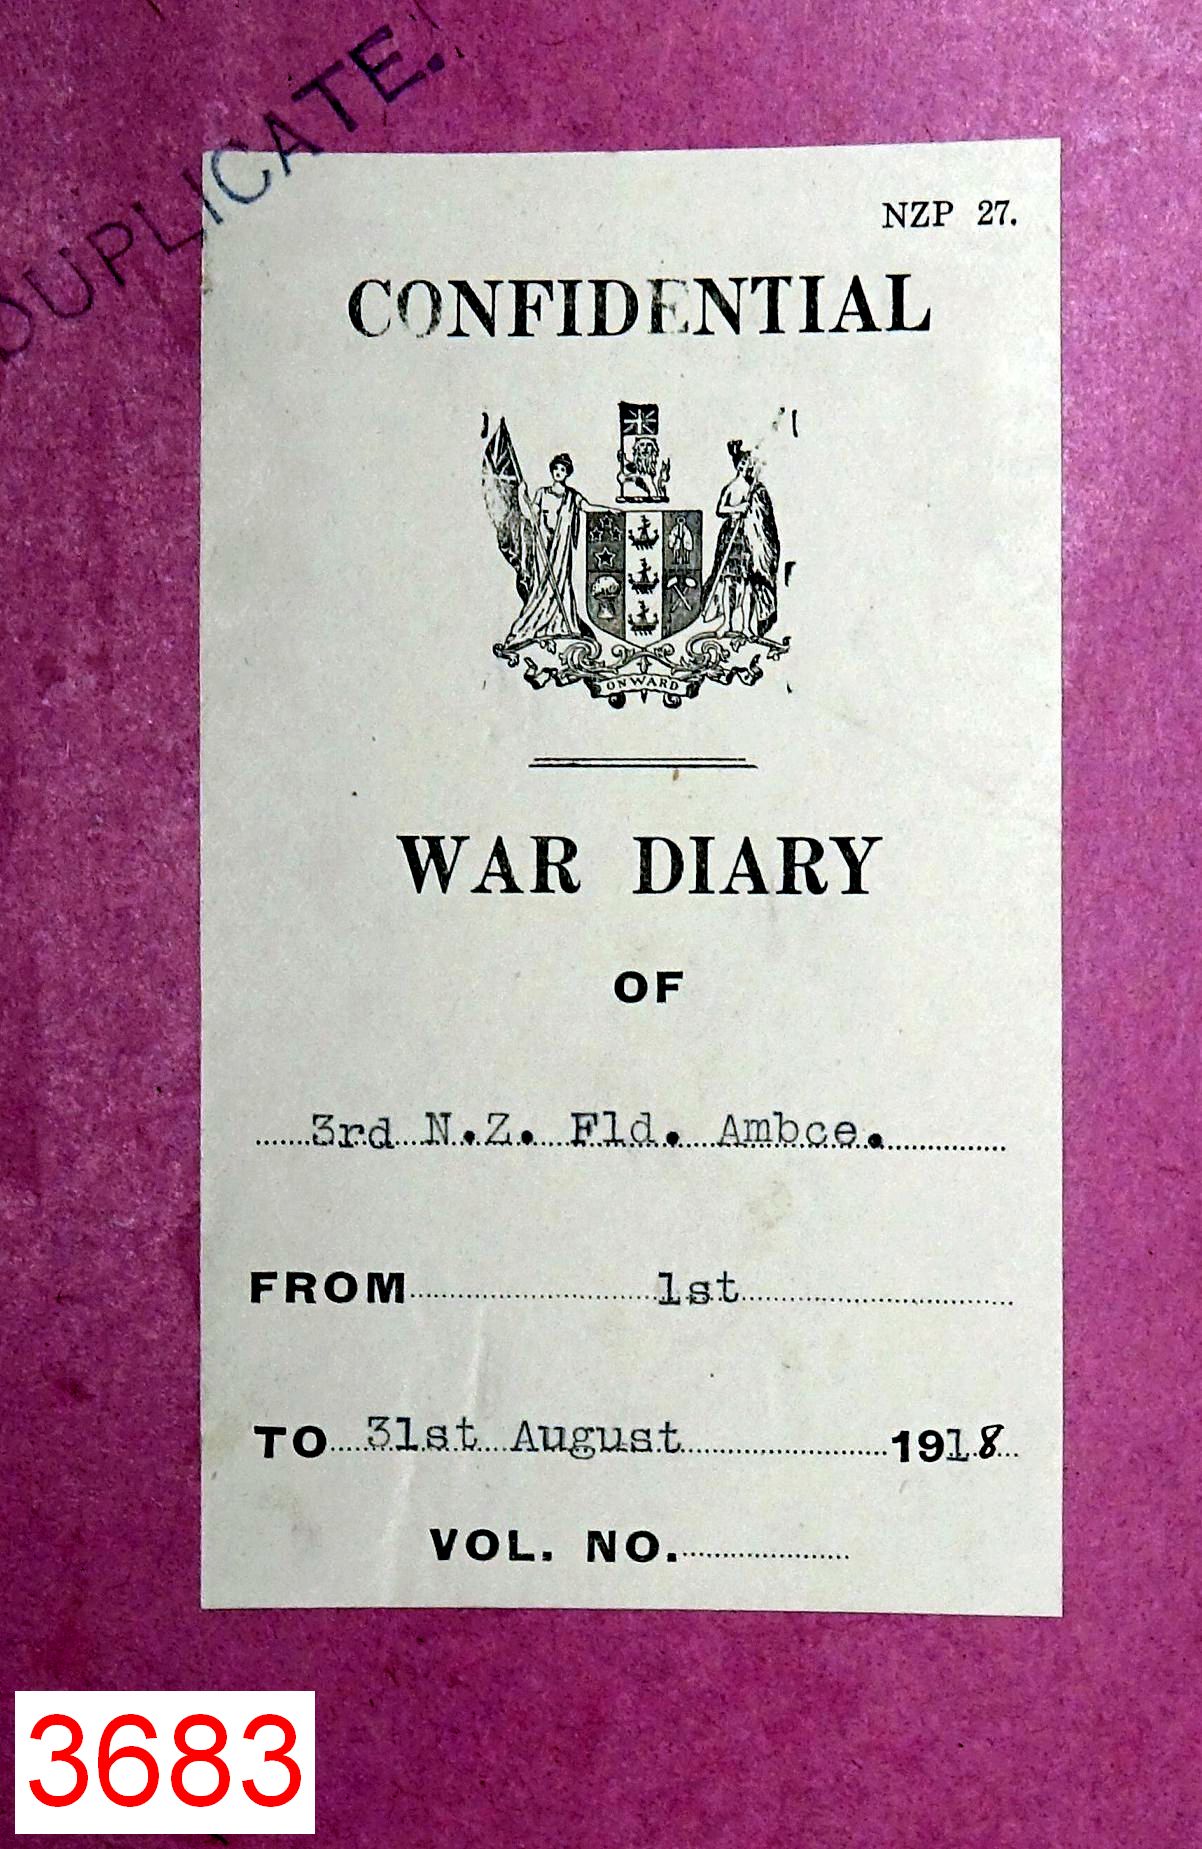 DUPLICATE.
NZP 27.
CONFIDENTIAL
ONWARD
WAR DIARY
OF
3rd N.Z. Fld. Ambce.
FROM 1st
TO 31st August 1918
VOL. NO.
3683